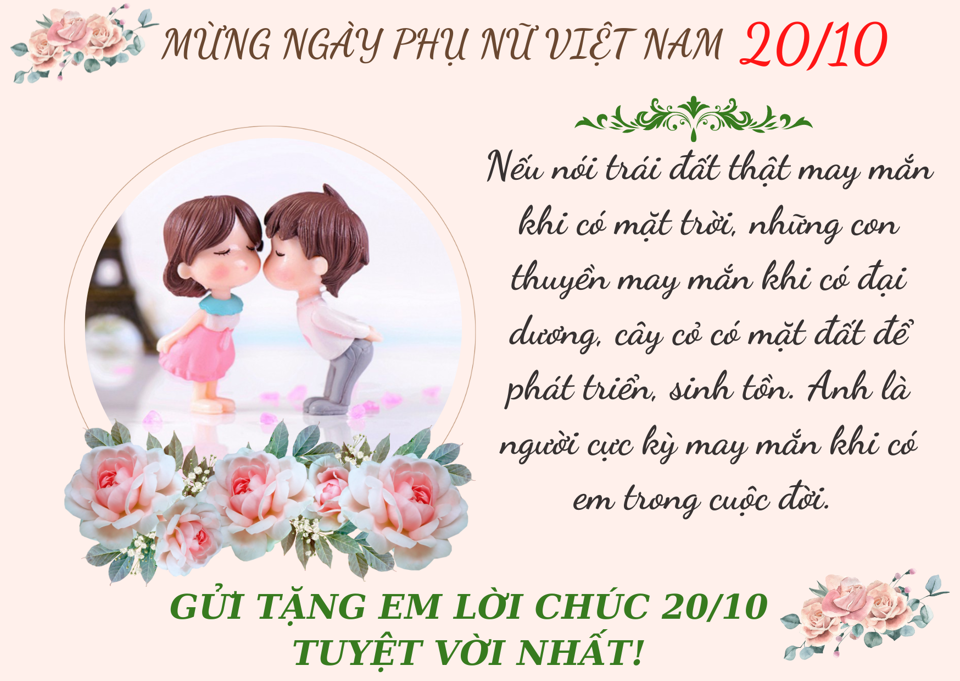 MỪNG NGÀY PHỤ NỮ VIỆT NAM 20/10
Nếu nói trái đất thật may mắn
khi có mặt trời, những con
thuyền may mắn khi có đại
dương, cây cỏ có mặt đất để
phát triển, sinh tồn. Anh là
người cực kỳ may mắn khi có
em trong cuộc đời.
GỬI TẶNG EM LỜI CHÚC 20/10
TUYỆT VỜI NHẤT!